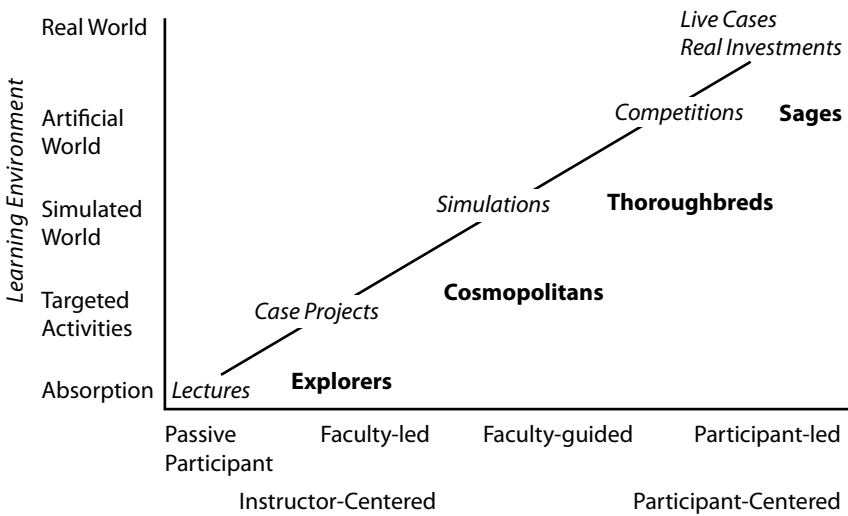 Live Cases
Real World
Real Investments
Artificial
World
Competitions
Sages
Simulated
World
Simulations
Thoroughbreds
Learning Environment
Targeted
Activities
Case Projects
Cosmopolitans
Absorption
Lectures
Explorers
Passive
Participant
Faculty-led
Faculty-guided
Participant-led
Instructor-Centered
Participant-Centered